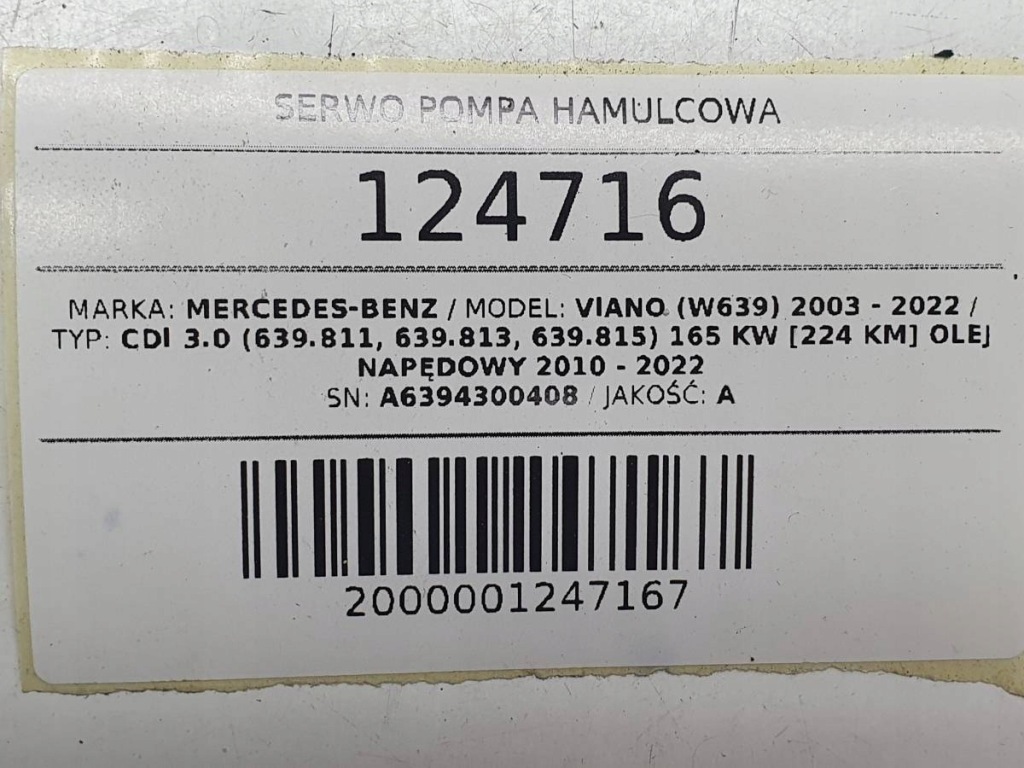 SERWO POMPA HAMULCOWA
124716
MARKA: MERCEDES-BENZ / MODEL: VIANO (W639) 2003 - 2022 /
TYP: CDI 3.0 (639.811, 639.813, 639.815) 165 KW [224 KM] OLEJ
NAPĘDOWY 2010 - 2022
SN: A6394300408 / JAKOŚĆ: A
2000001247167